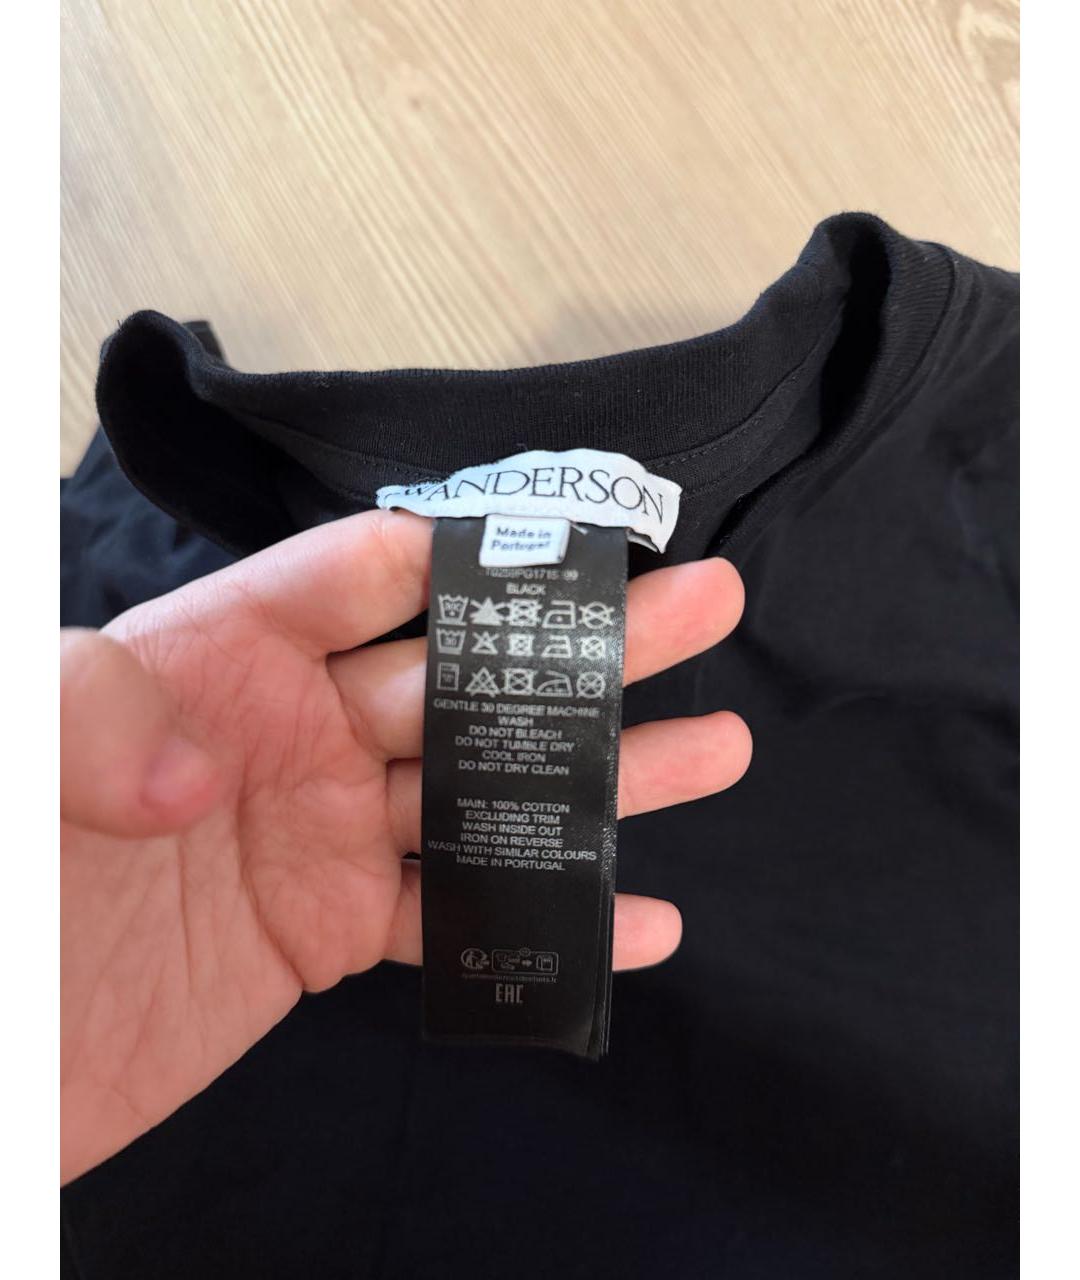 JWANDERSON
Made in
Portugal
BLACK
30
GENTLE 30 DEGREE MACHINE
WASH
DO NOT BLEACH
DO NOT TUMBLE DRY
COOL IRON
DO NOT DRY CLEAN
MAIN: 100% COTTON
EXCLUDING TRIM
WASH INSIDE OUT
IRON ON REVERSE
WASH WITH SIMILAR COLOURS
MADE IN PORTUGAL
EAC